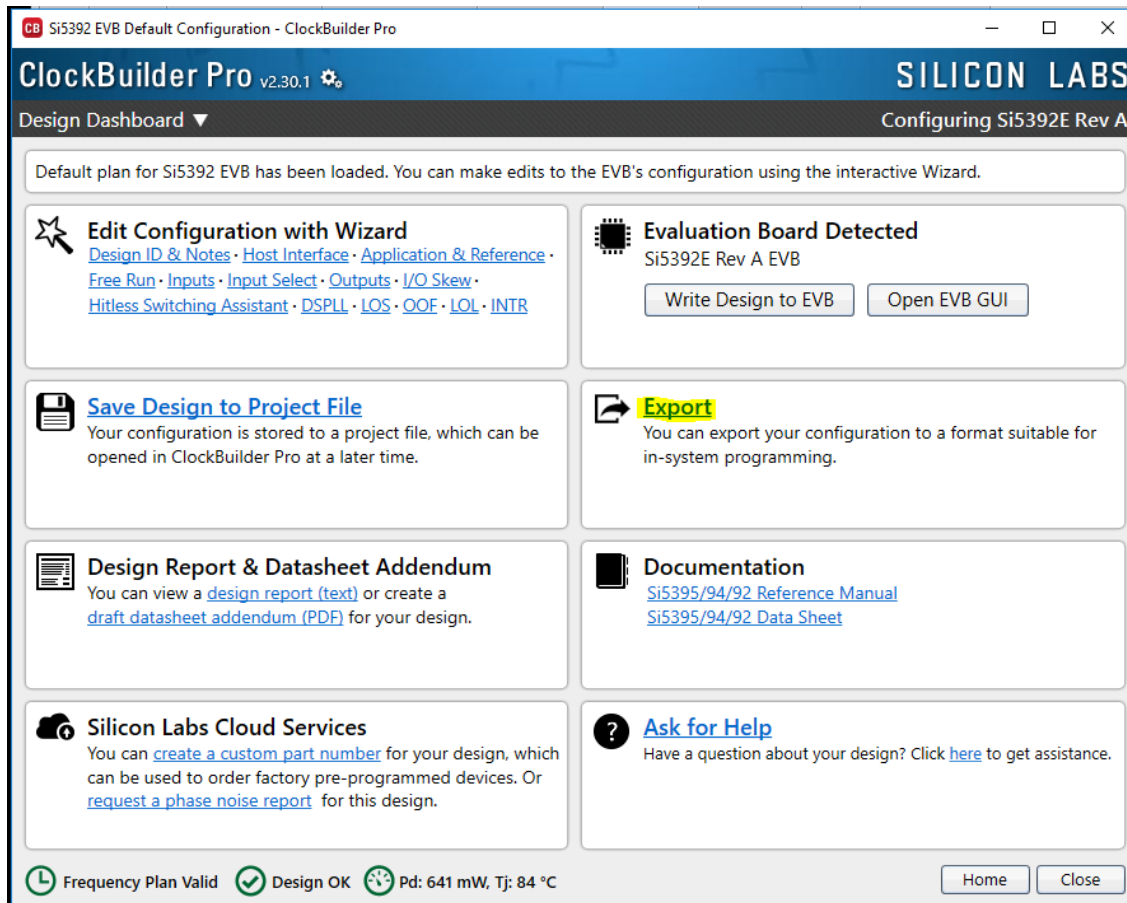 CB Si5392 EVB Default Configuration - ClockBuilder Pro
ClockBuilder Pro v2.30.1
SILICON LABS
Design Dashboard ▼
Configuring Si5392E Rev A
Default plan for Si5392 EVB has been loaded. You can make edits to the EVB's configuration using the interactive Wizard.
Edit Configuration with Wizard
Design ID & Notes · Host Interface · Application & Reference ·
Free Run · Inputs · Input Select · Outputs · I/O Skew ·
Hitless Switching Assistant · DSPLL · LOS · OOF · LOL · INTR
Evaluation Board Detected
Si5392E Rev A EVB
Write Design to EVB
Open EVB GUI
Save Design to Project File
Your configuration is stored to a project file, which can be
opened in ClockBuilder Pro at a later time.
Export
You can export your configuration to a format suitable for
in-system programming.
Design Report & Datasheet Addendum
You can view a design report (text) or create a
draft datasheet addendum (PDF) for your design.
Documentation
Si5395/94/92 Reference Manual
Si5395/94/92 Data Sheet
Silicon Labs Cloud Services
You can create a custom part number for your design, which
can be used to order factory pre-programmed devices. Or
request a phase noise report for this design.
Ask for Help
Have a question about your design? Click here to get assistance.
Frequency Plan Valid
Design OK
Pd: 641 mW, Tj: 84 °C
Home
Close